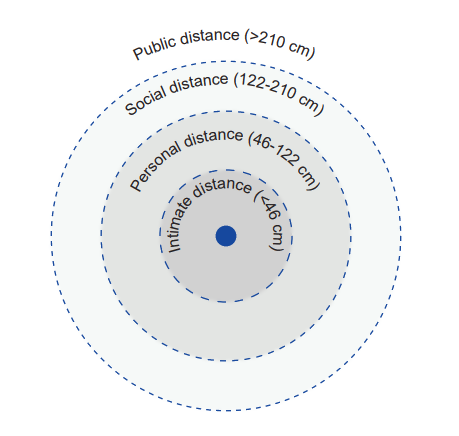 Public distance (>210 cm)
Social distance (122-210 cm)
Personal distance (46-122 cm)
Intimate distance (<46 cm)